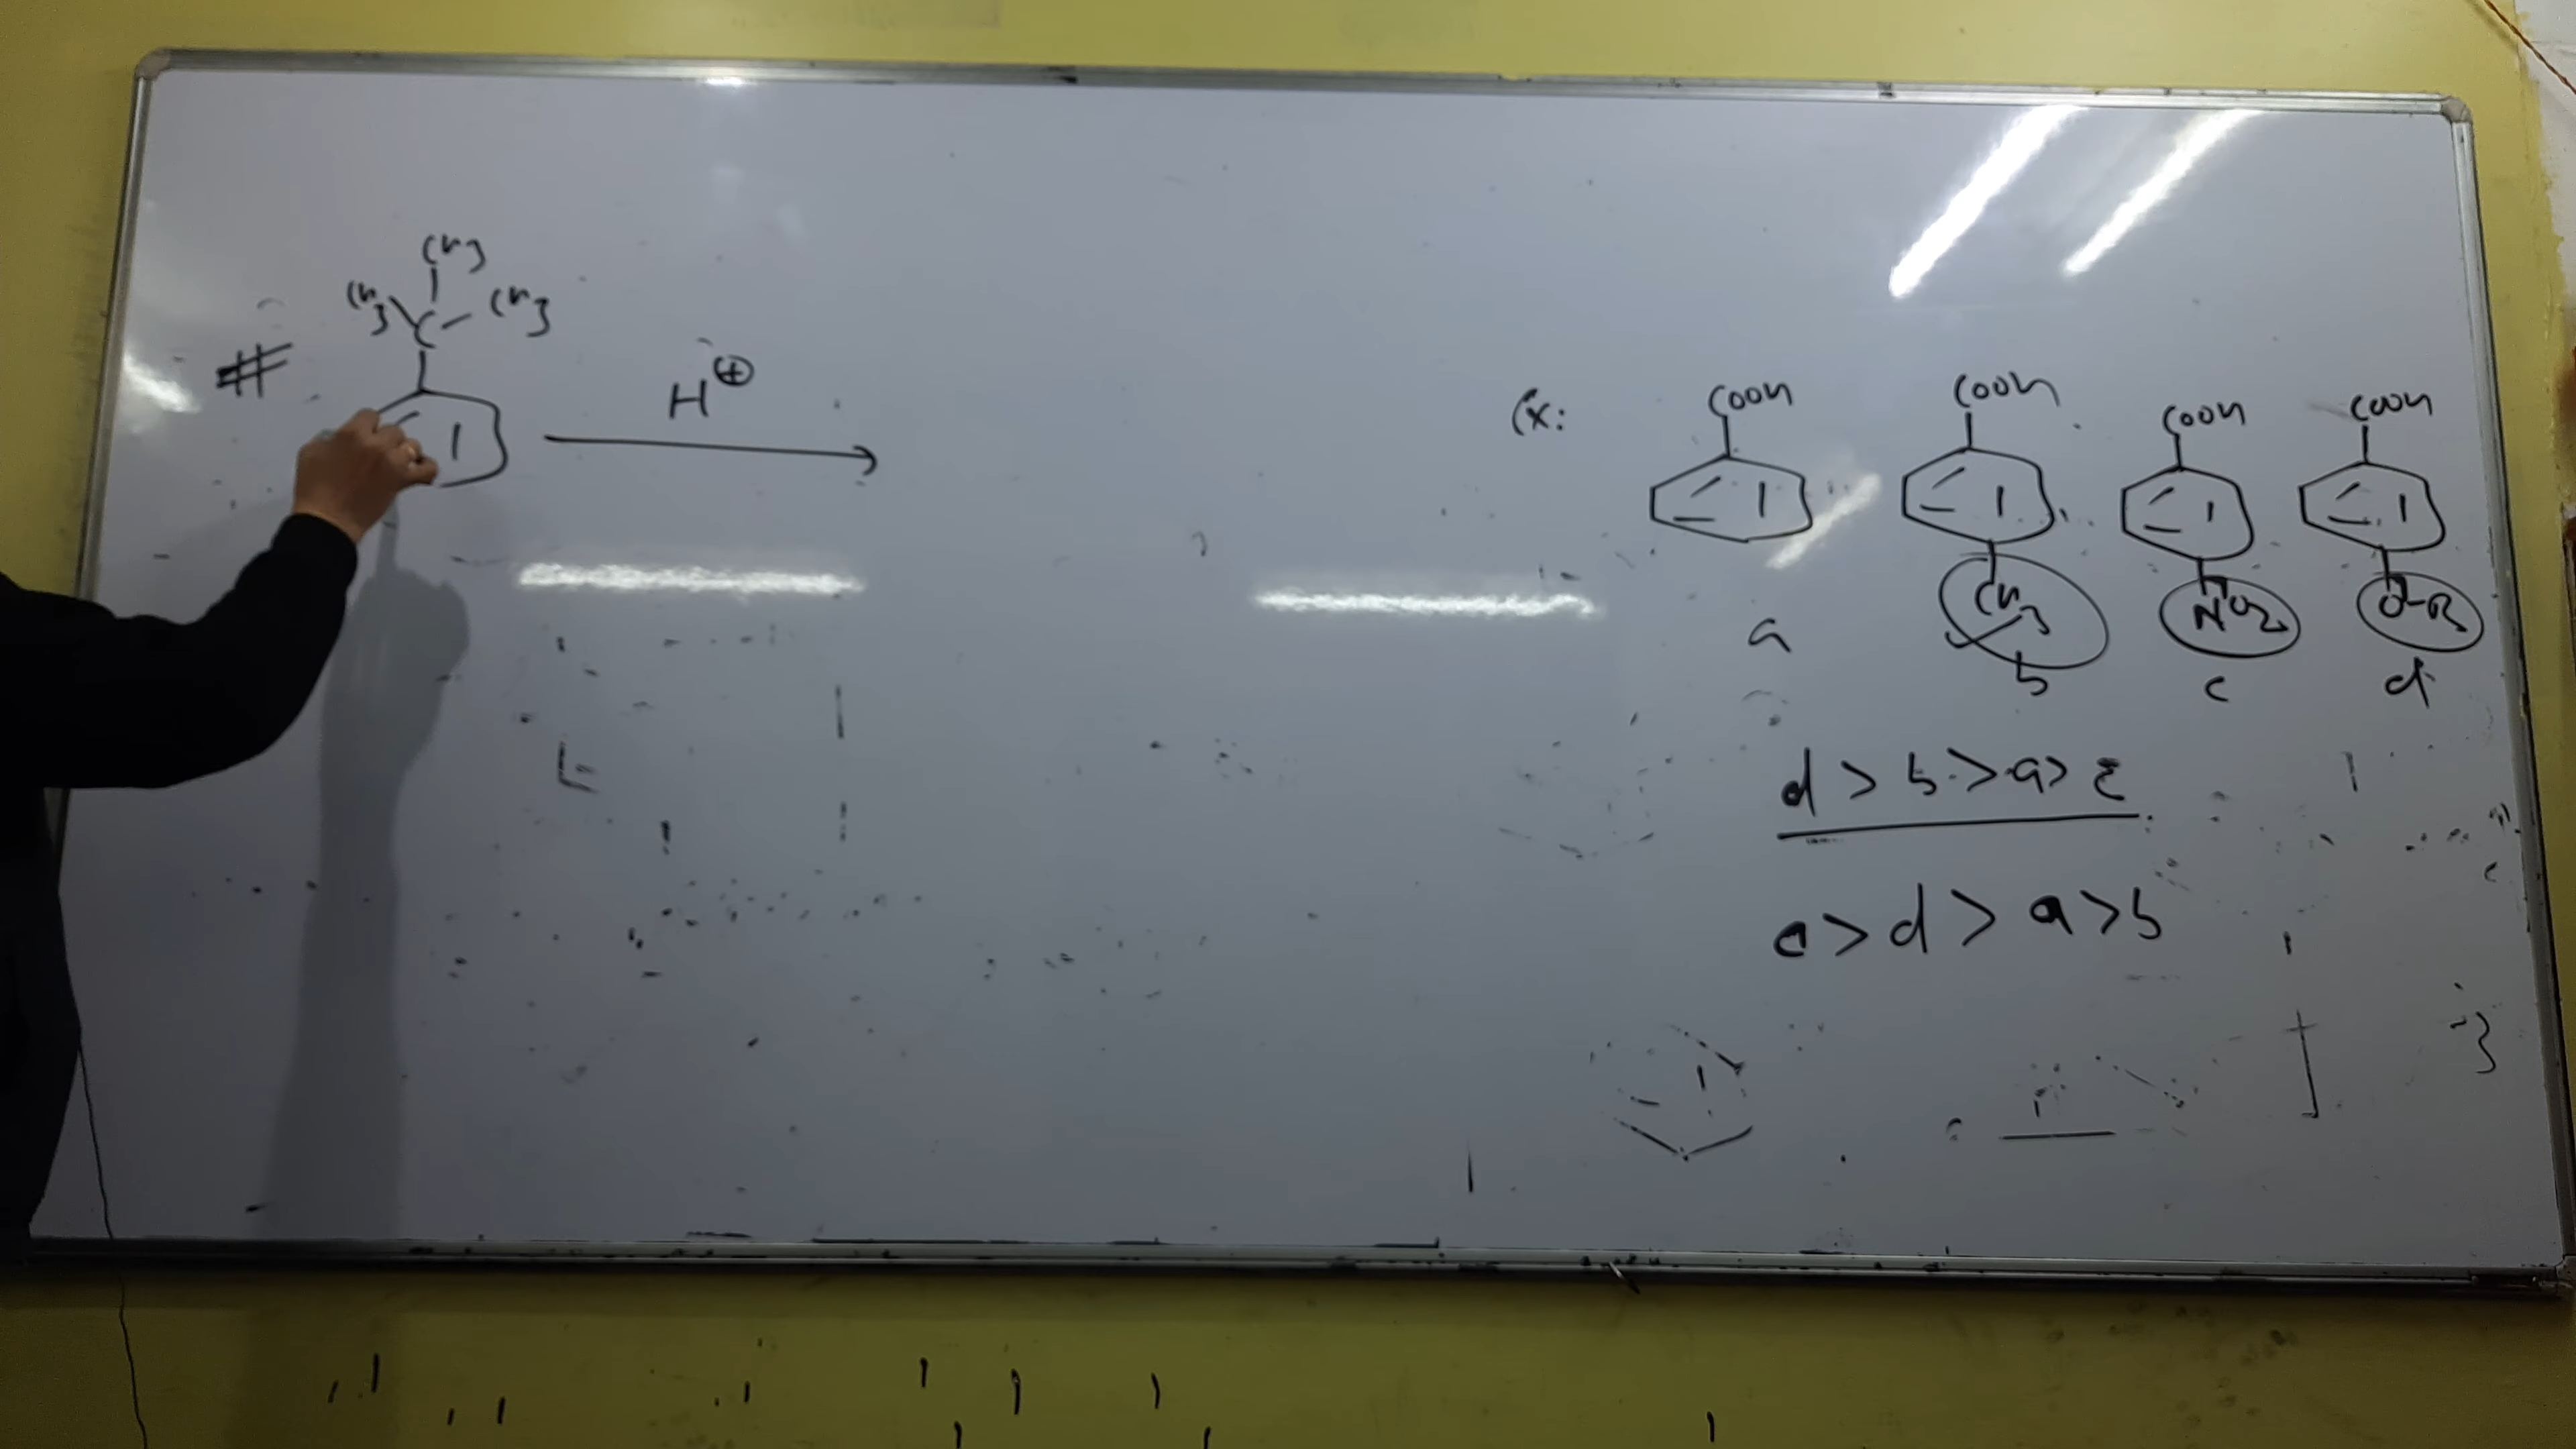 CH3
CH3 C CH3
#
H⊕
Ex:
COOH COOH COOH COOH
CH3 NO2 O-R
a b c d
d > b > a > c
c > d > a > b